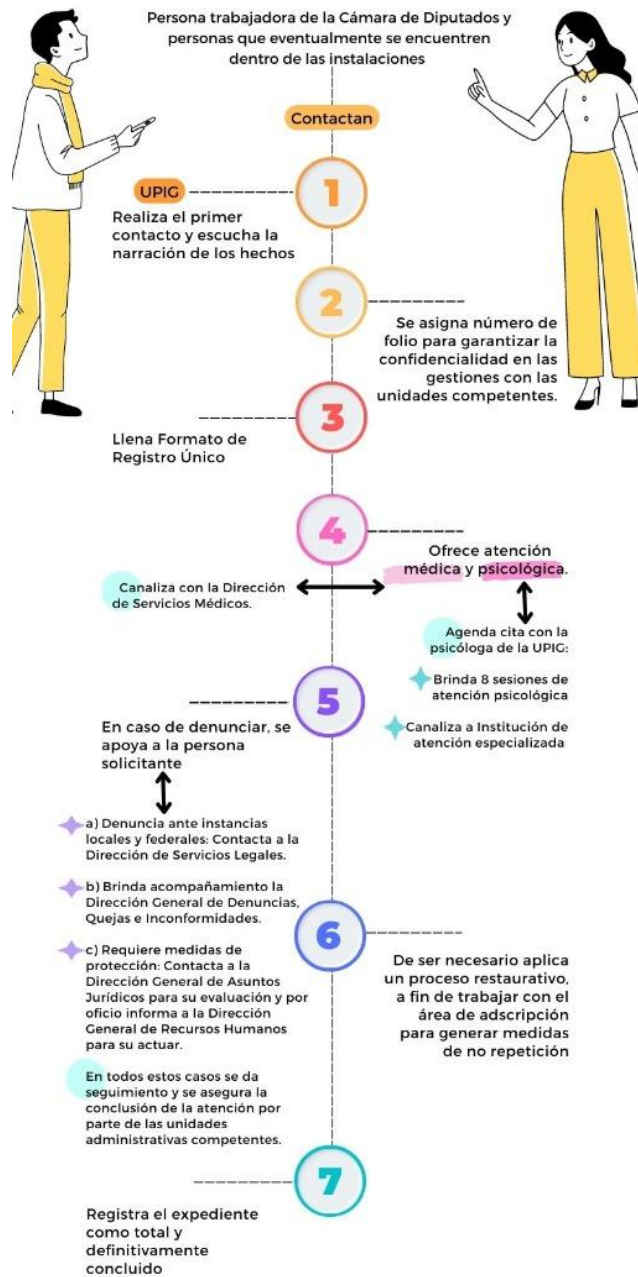 Persona trabajadora de la Cámara de Diputados y
personas que eventualmente se encuentren
dentro de las instalaciones
Contactan
1
UPIG
Realiza el primer
contacto y escucha la
narración de los hechos
2
Se asigna número de
folio para garantizar la
confidencialidad en las
gestiones con las
unidades competentes.
3
Llena Formato de
Registro Único
4
Ofrece atención
médica y psicológica.
Canaliza con la Dirección
de Servicios Médicos.
Agenda cita con la
psicóloga de la UPIG:
Brinda 8 sesiones de
atención psicológica
Canaliza a Institución de
atención especializada
5
En caso de denunciar, se
apoya a la persona
solicitante
a) Denuncia ante instancias
locales y federales: Contacta a la
Dirección de Servicios Legales.
b) Brinda acompañamiento la
Dirección General de Denuncias,
Quejas e Inconformidades.
c) Requiere medidas de
protección: Contacta a la
Dirección General de Asuntos
Jurídicos para su evaluación y por
oficio informa a la Dirección
General de Recursos Humanos
para su actuar.
En todos estos casos se da
seguimiento y se asegura la
conclusión de la atención por
parte de las unidades
administrativas competentes.
6
De ser necesario aplica
un proceso restaurativo,
a fin de trabajar con el
área de adscripción
para generar medidas
de no repetición
7
Registra el expediente
como total y
definitivamente
concluido